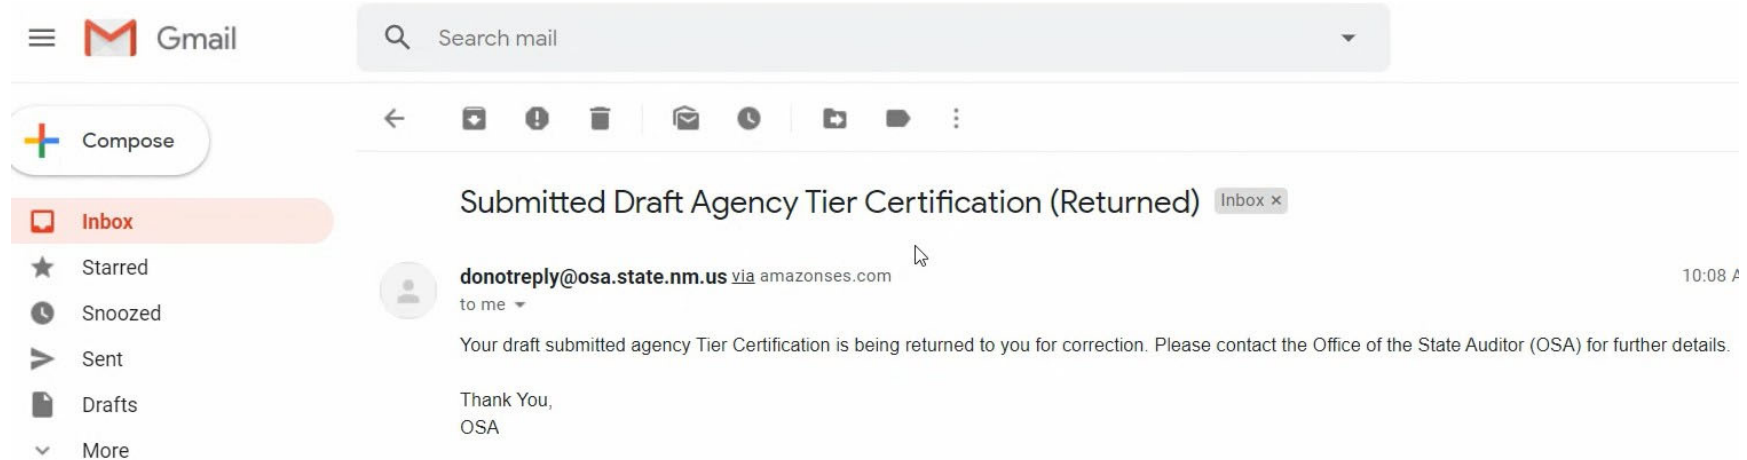 Gmail
Search mail
Compose
Submitted Draft Agency Tier Certification (Returned) Inbox ×
Inbox
donotreply@osa.state.nm.us via amazonses.com 10:08 A
Starred
to me
Snoozed
Your draft submitted agency Tier Certification is being returned to you for correction. Please contact the Office of the State Auditor (OSA) for further details.
Sent
Thank You,
Drafts
OSA
More